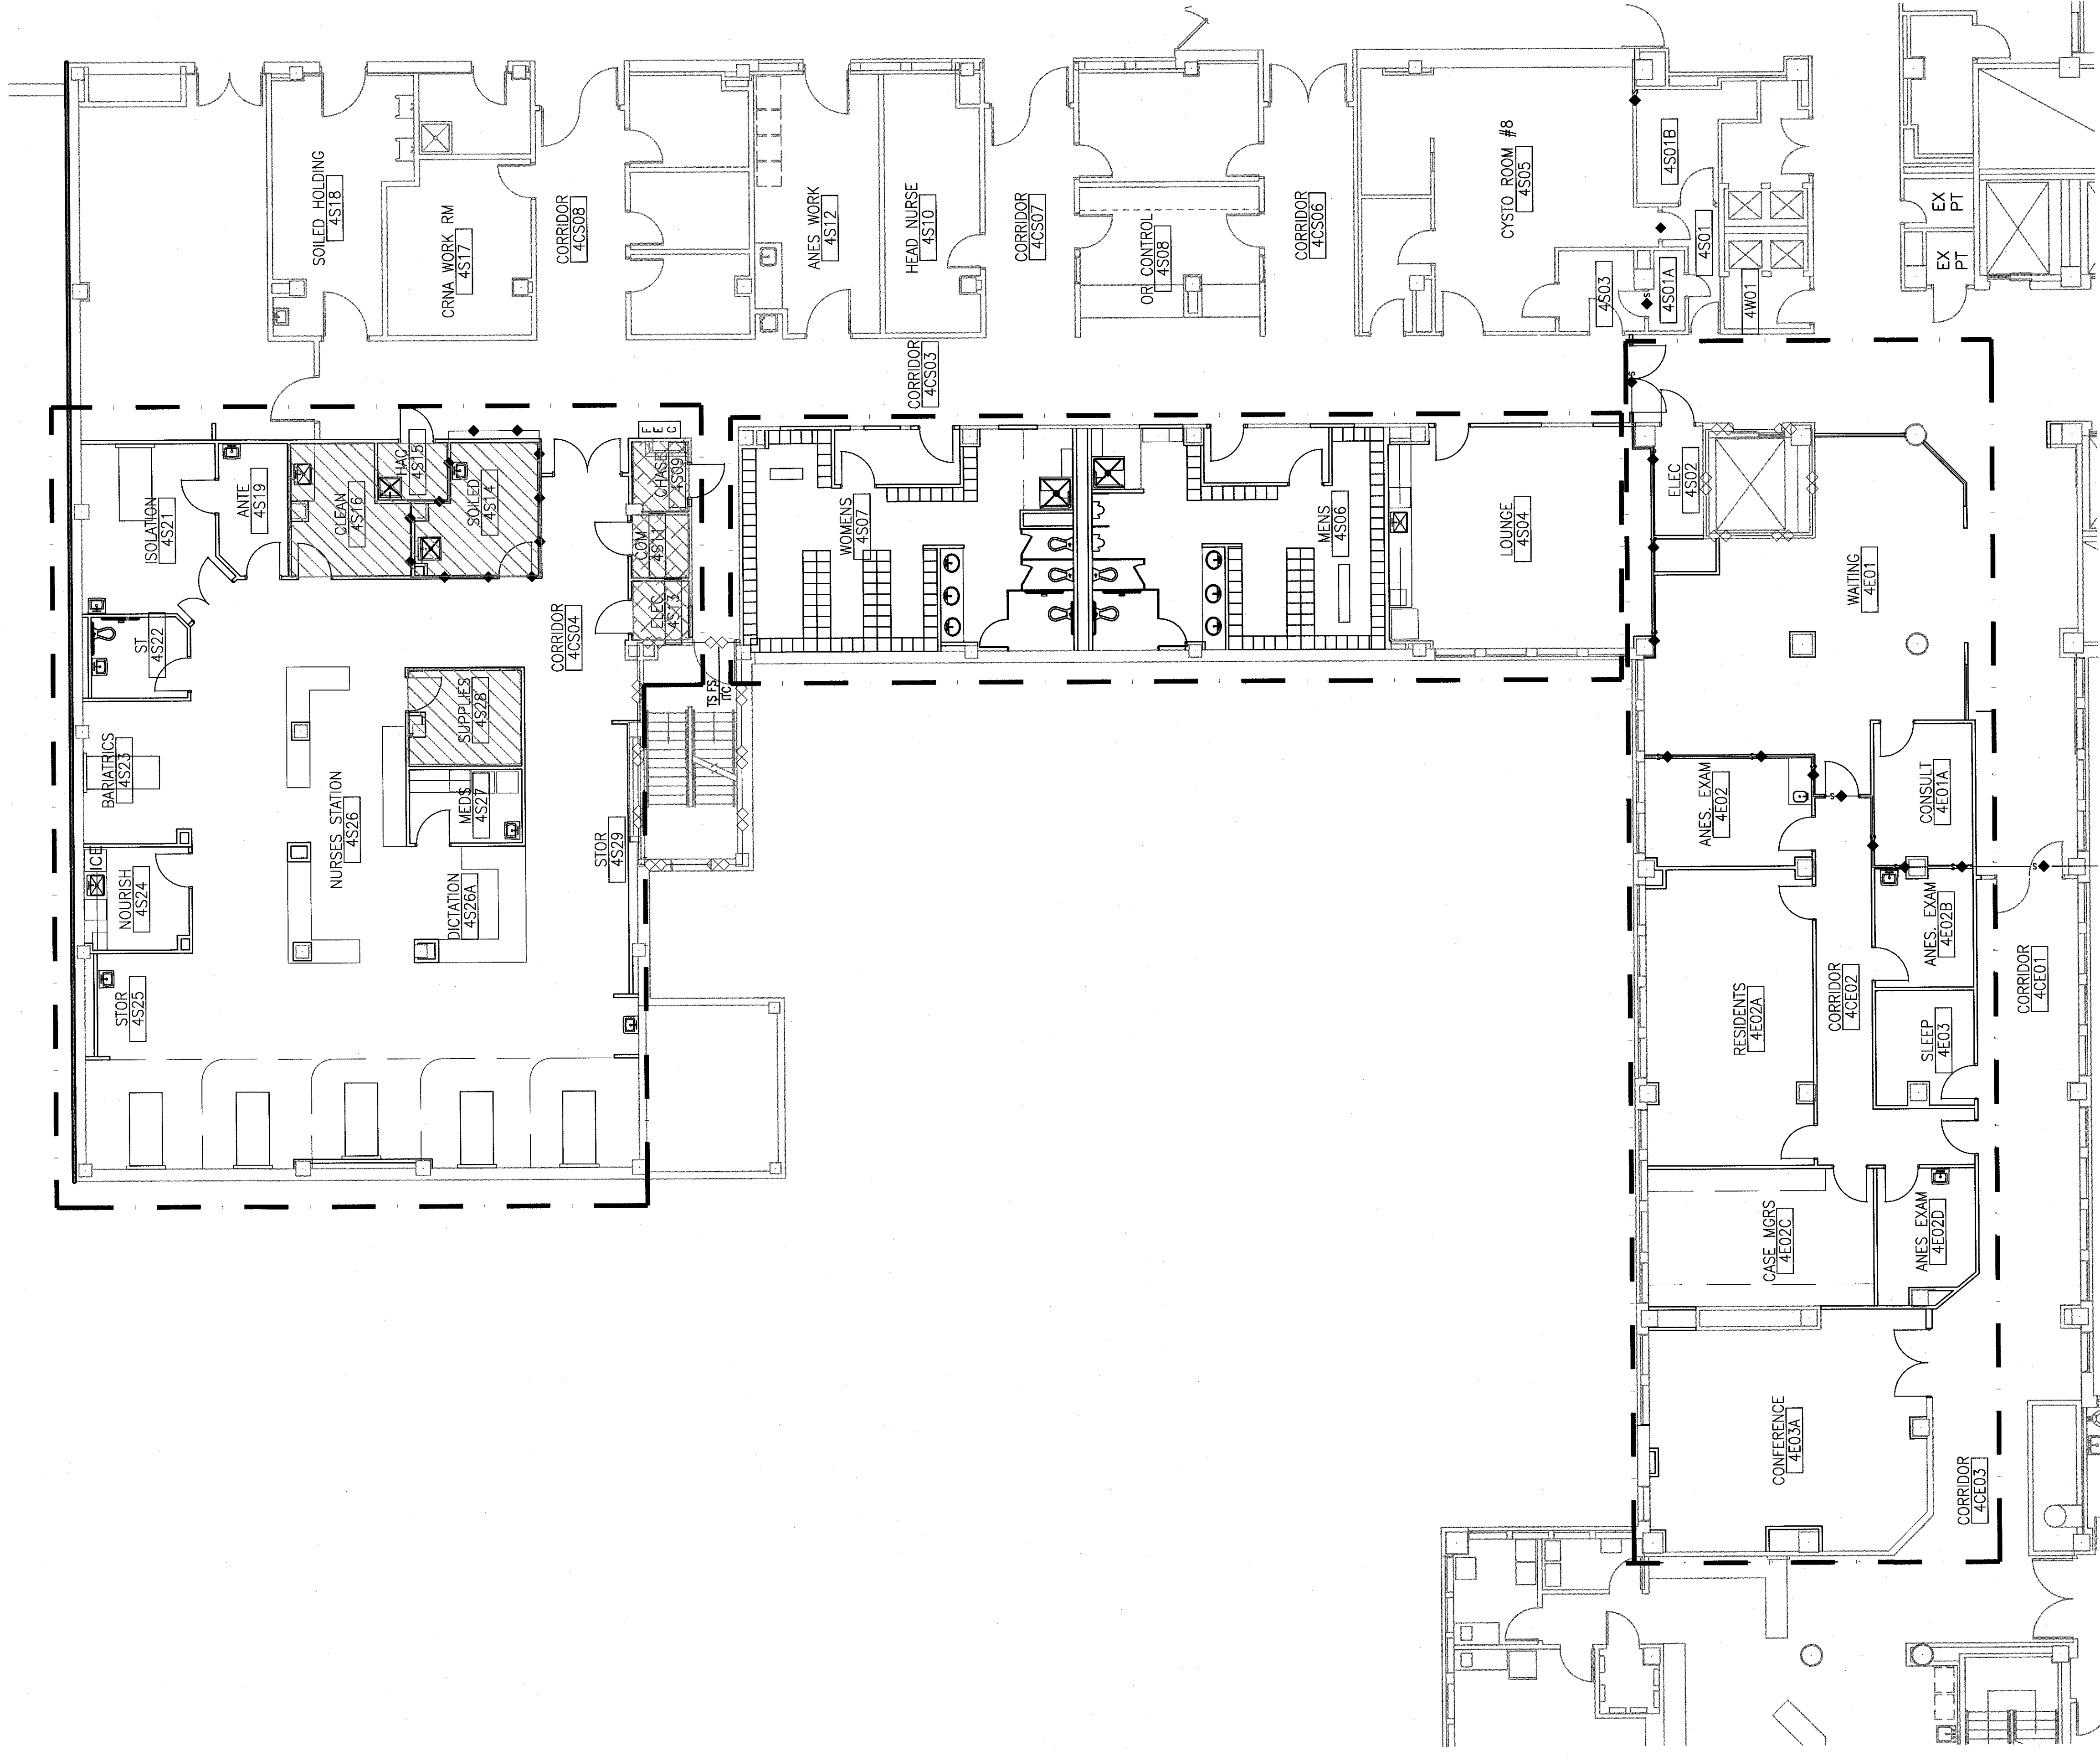 SOILED HOLDING
4S18
CRNA WORK RM
4S17
CORRIDOR
4CS08
ANES WORK
4S12
HEAD NURSE
4S10
CORRIDOR
4CS07
OR CONTROL
4S08
CORRIDOR
4CS06
CYSTO ROOM #8
4S05
4S01B
4S01
4S03
4S01A
4W01
EX
PT
EX
PT
CORRIDOR
4CS03
ISOLATION
4S21
ANTE
4S19
CLEAN
4S16
HAC
4S15
SOILED
4S14
F
E
C
CHASE
4S09
COM
4S11
ELEC
4S13
CORRIDOR
4CS04
WOMENS
4S07
MENS
4S06
LOUNGE
4S04
ELEC
4S02
WAITING
4E01
ST
4S22
BARIATRICS
4S23
NURSES STATION
4S26
SUPPLIES
4S28
MEDS
4S27
STOR
4S29
TS FS
ITC
ICE
NOURISH
4S24
DICTATION
4S26A
STOR
4S25
ANES. EXAM
4E02
CONSULT
4E01A
ANES. EXAM
4E02B
RESIDENTS
4E02A
CORRIDOR
4CE02
SLEEP
4E03
CORRIDOR
4CE01
CASE MGRS
4E02C
ANES EXAM
4E02D
CONFERENCE
4E03A
CORRIDOR
4CE03
S
S
S
S
S
S
S
S